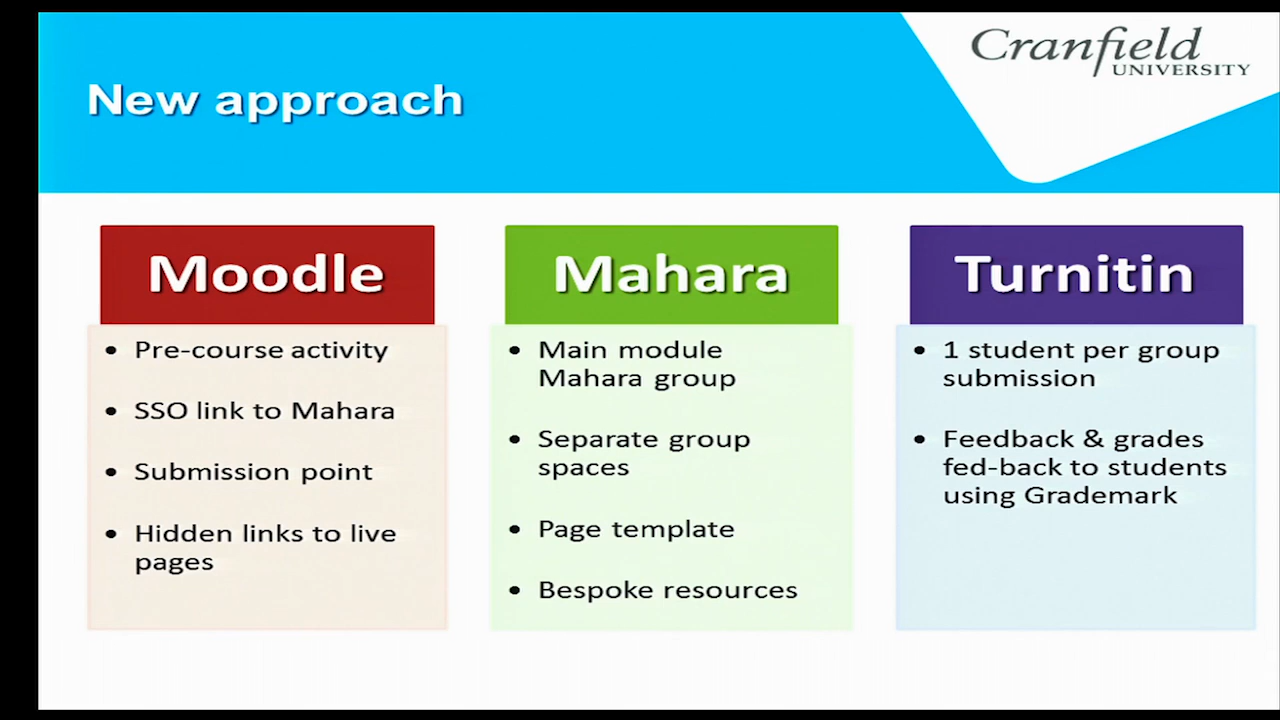 Cranfield
UNIVERSITY
New approach
Moodle
• Pre-course activity
• SSO link to Mahara
• Submission point
• Hidden links to live
pages
Mahara
• Main module
Mahara group
• Separate group
spaces
• Page template
• Bespoke resources
Turnitin
• 1 student per group
submission
• Feedback & grades
fed-back to students
using Grademark